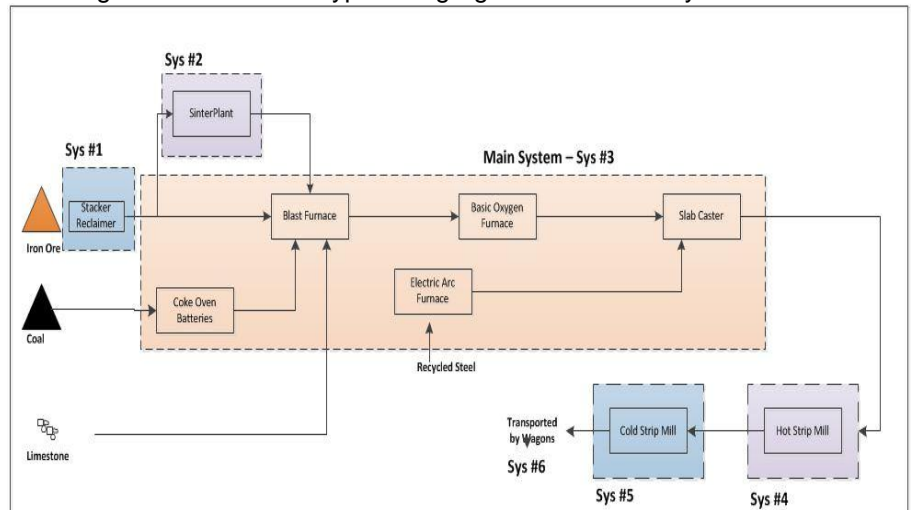 Sys #2
SinterPlant
Sys #1
Main System – Sys #3
Stacker
Reclaimer
Blast Furnace
Basic Oxygen
Furnace
Slab Caster
Iron Ore
Electric Arc
Furnace
Coke Oven
Batteries
Coal
Recycled Steel
Transported
by Wagons
Cold Strip Mill
Hot Strip Mill
Limestone
Sys #6
Sys #5
Sys #4